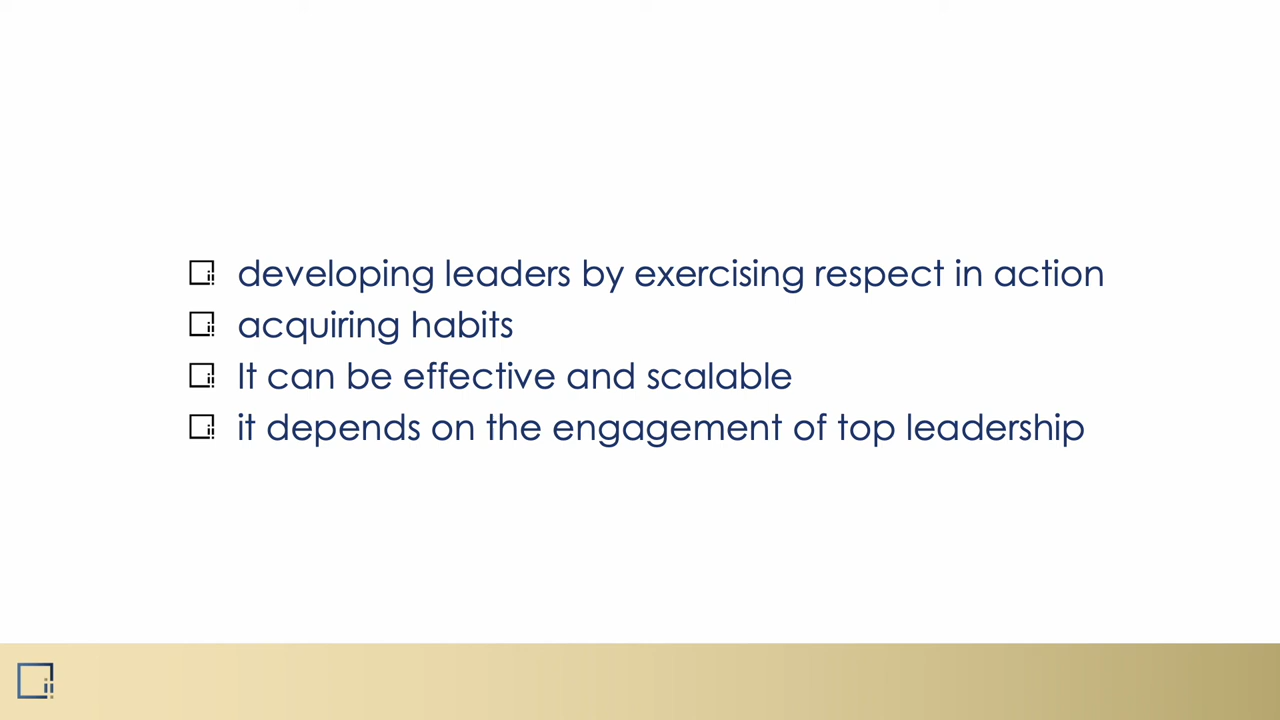 developing leaders by exercising respect in action
acquiring habits
It can be effective and scalable
it depends on the engagement of top leadership